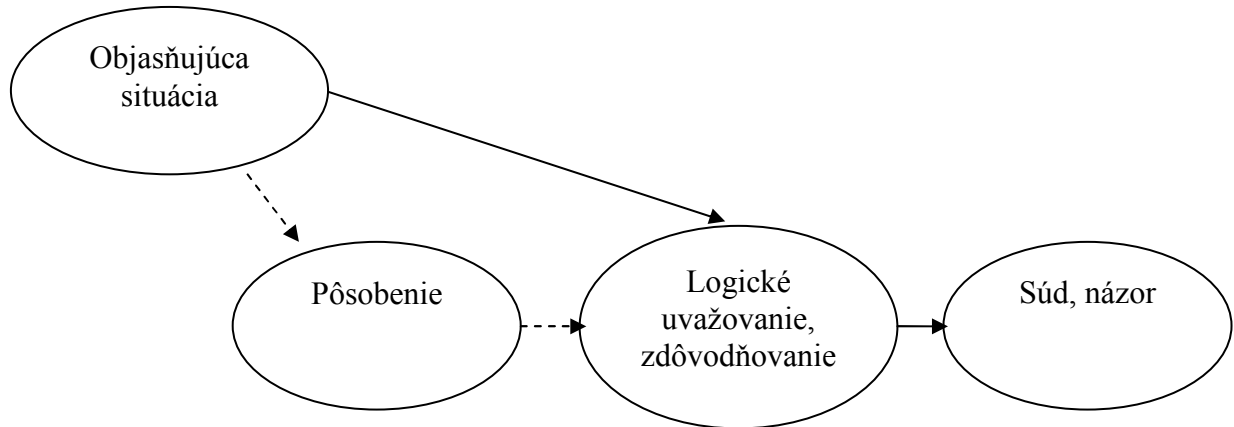 Objasňujúca
situácia
Pôsobenie
Logické
uvažovanie,
zdôvodňovanie
Súd, názor